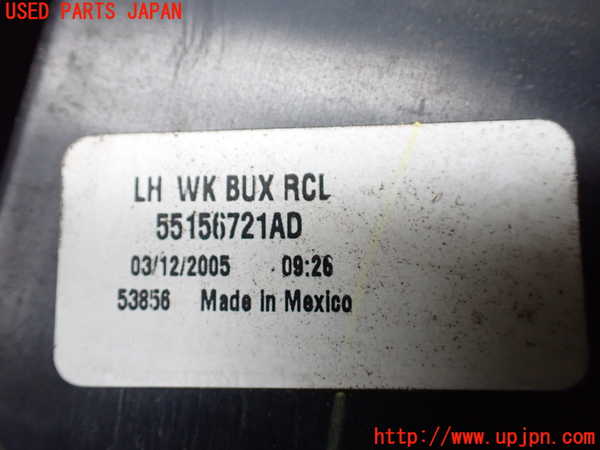 USED PARTS JAPAN
LH WK BUX RCL
55156721AD
03/12/2005 09:26
53856 Made in Mexico
http://www.upjpn.com/